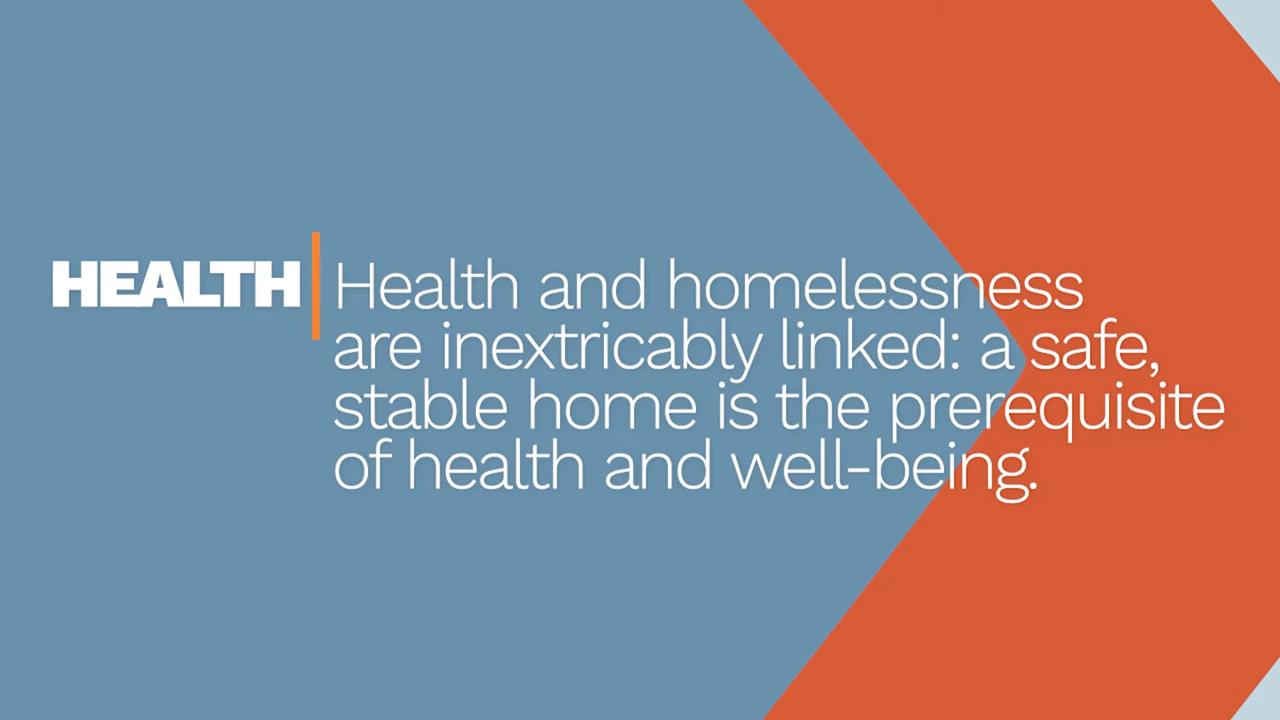 HEALTH
Health and homelessness
are inextricably linked: a safe,
stable home is the prerequisite
of health and well-being.